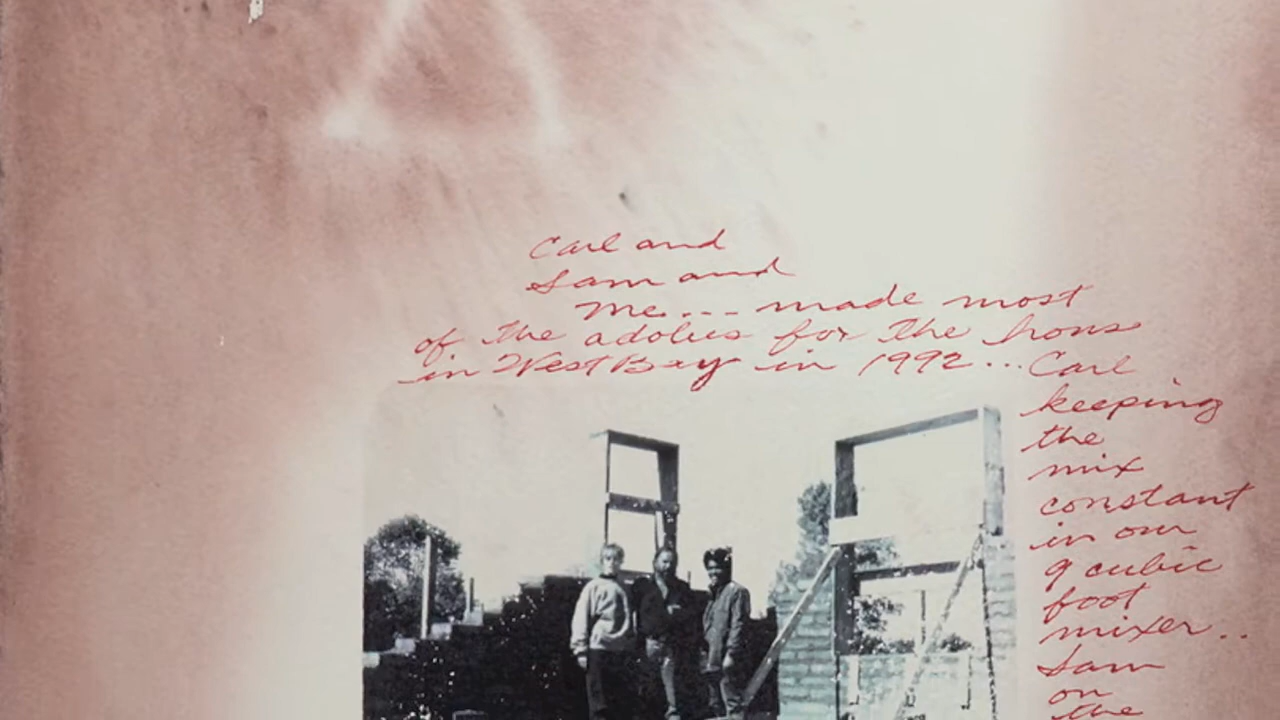 Carl and
Sam and
me... made most
of the adobes for the hous
in West Bay in 1992...
Carl
keeping
the
mix
constant
in our
9 cubic
foot
mixer..
Sam
on
the